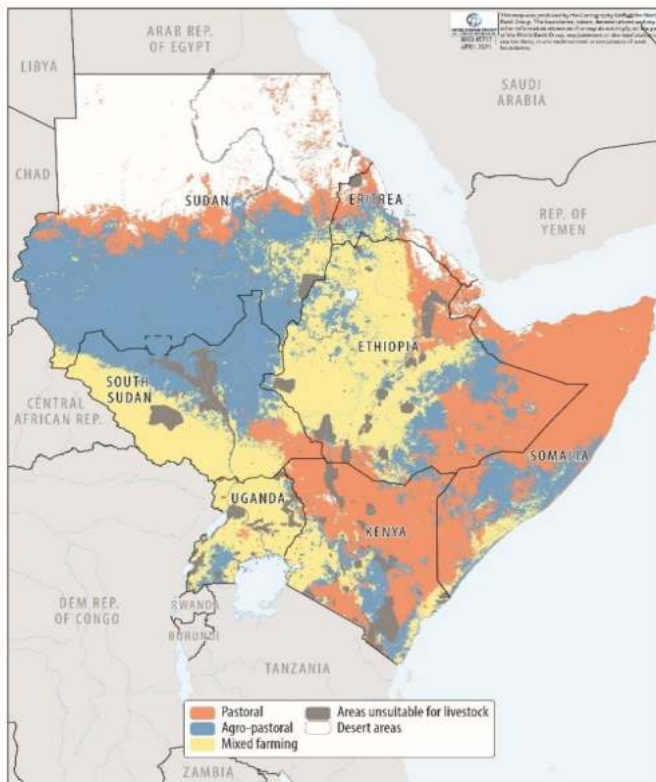 ARAB REP.
OF EGYPT
LIBYA
SAUDI
ARABIA
CHAD
SUDAN
ERITREA
REP. OF
YEMEN
ETHIOPIA
SOUTH
SUDAN
CENTRAL
AFRICAN REP.
SOMALIA
UGANDA
KENYA
DEM REP.
OF CONGO
RWANDA
BURUNDI
TANZANIA
ZAMBIA
Pastoral
Agro-pastoral
Mixed farming
Areas unsuitable for livestock
Desert areas